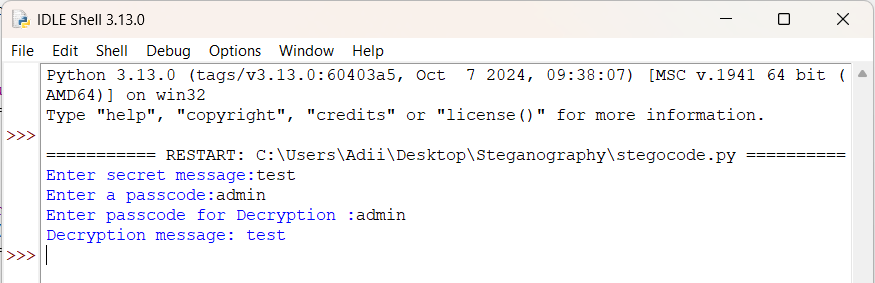 IDLE Shell 3.13.0
File Edit Shell Debug Options Window Help
Python 3.13.0 (tags/v3.13.0:60403a5, Oct  7 2024, 09:38:07) [MSC v.1941 64 bit (
AMD64)] on win32
Type "help", "copyright", "credits" or "license()" for more information.
>>>
=========== RESTART: C:\Users\Adii\Desktop\Steganography\stegocode.py ==========
Enter secret message:test
Enter a passcode:admin
Enter passcode for Decryption :admin
Decryption message: test
>>>